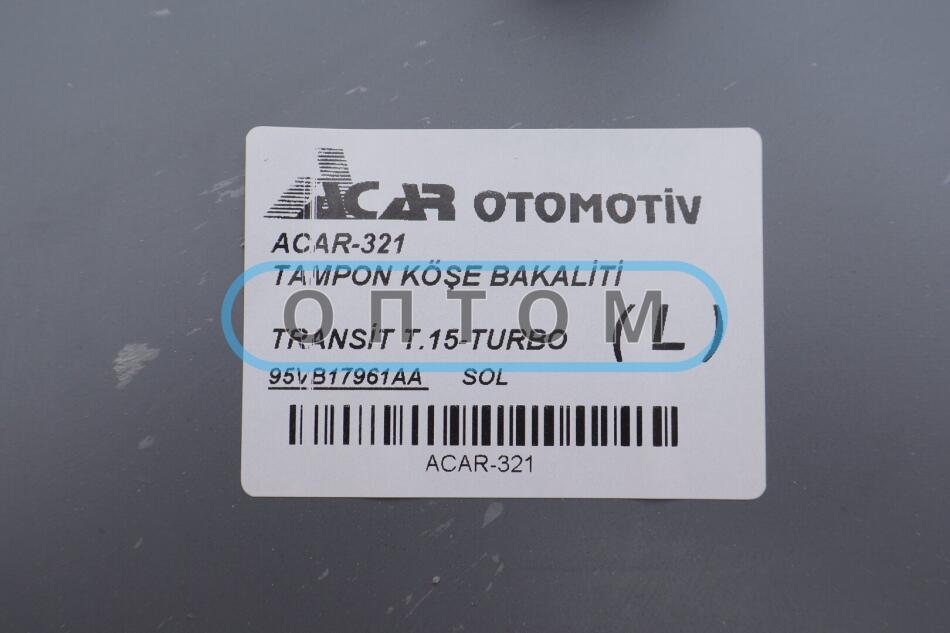 ACAR OTOMOTİV
ACAR-321
TAMPON KÖŞE BAKALİTİ
ОПТОМ
TRANSİT T.15-TURBO (L)
95VB17961AA SOL
ACAR-321